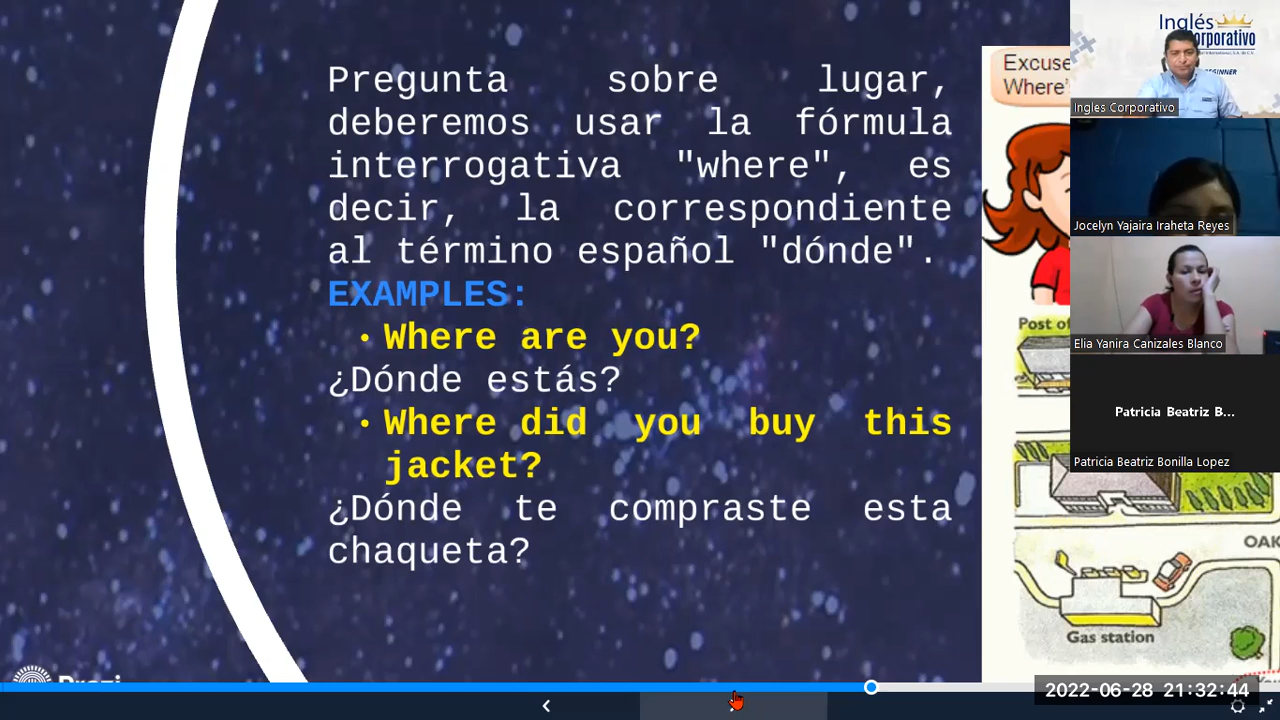 Pregunta sobre lugar,
deberemos usar la fórmula
interrogativa "where", es
decir, la correspondiente
al término español "dónde".
EXAMPLES:
• Where are you?
¿Dónde estás?
• Where did you buy this
jacket?
¿Dónde te compraste esta
chaqueta?
Excuse
Where'
Post of
OAK
Gas station
Prezi
Inglés
Corporativo
Ingles Corporativo
Jocelyn Yajaira Iraheta Reyes
Elia Yanira Canizales Blanco
Patricia Beatriz B...
Patricia Beatriz Bonilla Lopez
2022-06-28 21:32:44